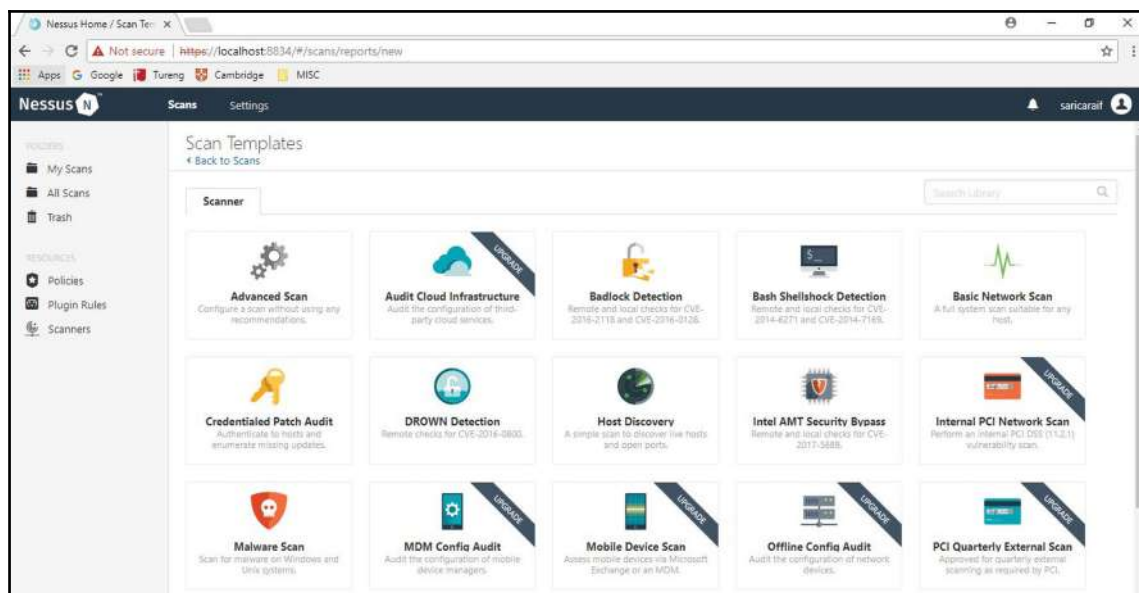 Nessus Home / Scan Tem
Not secure | https://localhost:8834/#/scans/reports/new
Apps Google Tureng Cambridge MISC
Nessus N Scans Settings saricaraif
FOLDERS
My Scans
All Scans
Trash
RESOURCES
Policies
Plugin Rules
Scanners
Scan Templates
Back to Scans
Scanner
Search Library
Advanced Scan
Configure a scan without using any
recommendations.
UPGRADE
Audit Cloud Infrastructure
Audit the configuration of third-
party cloud services.
Badlock Detection
Remote and local checks for CVE-
2016-2118 and CVE-2016-0128.
$_
Bash Shellshock Detection
Remote and local checks for CVE-
2014-6271 and CVE-2014-7169.
Basic Network Scan
A full system scan suitable for any
host.
Credentialed Patch Audit
Authenticate to hosts and
enumerate missing updates.
DROWN Detection
Remote checks for CVE-2016-0800.
Host Discovery
A simple scan to discover live hosts
and open ports.
Intel AMT Security Bypass
Remote and local checks for CVE-
2017-5689.
UPGRADE
Internal PCI Network Scan
Perform an internal PCI DSS (11.2.1)
vulnerability scan.
Malware Scan
Scan for malware on Windows and
Unix systems.
UPGRADE
MDM Config Audit
Audit the configuration of mobile
device managers.
UPGRADE
Mobile Device Scan
Assess mobile devices via Microsoft
Exchange or an MDM.
UPGRADE
Offline Config Audit
Audit the configuration of network
devices.
UPGRADE
PCI Quarterly External Scan
Approved for quarterly external
scanning as required by PCI.